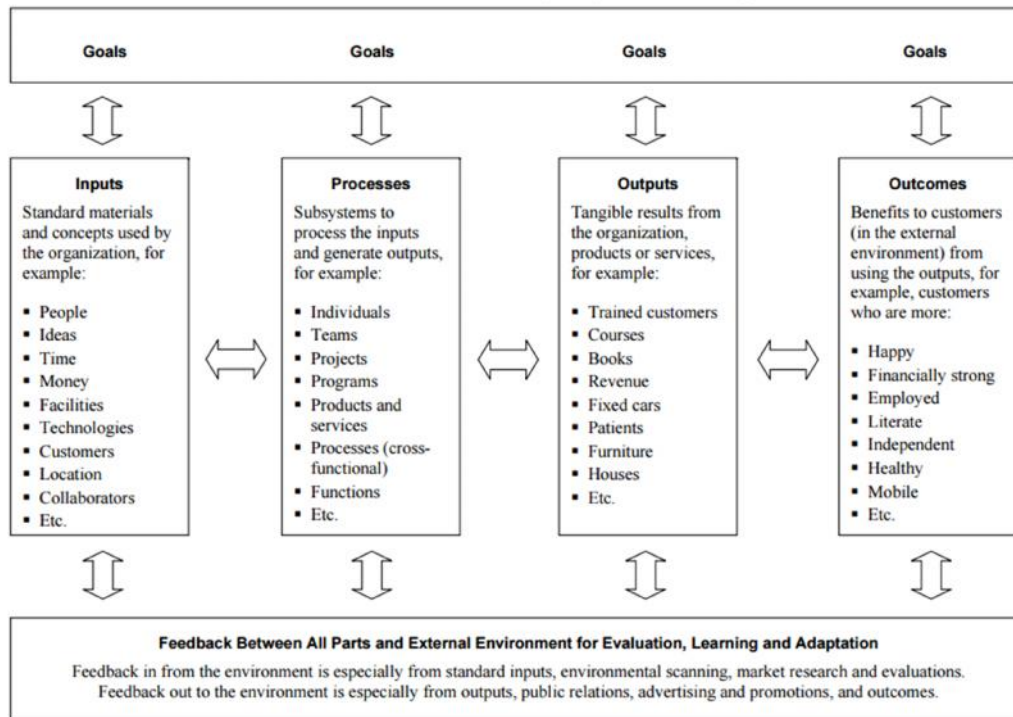 Goals Goals Goals Goals
Inputs
Standard materials
and concepts used by
the organization, for
example:
▪ People
▪ Ideas
▪ Time
▪ Money
▪ Facilities
▪ Technologies
▪ Customers
▪ Location
▪ Collaborators
▪ Etc.
Processes
Subsystems to
process the inputs
and generate outputs,
for example:
▪ Individuals
▪ Teams
▪ Projects
▪ Programs
▪ Products and
services
▪ Processes (cross-
functional)
▪ Functions
▪ Etc.
Outputs
Tangible results from
the organization,
products or services,
for example:
▪ Trained customers
▪ Courses
▪ Books
▪ Revenue
▪ Fixed cars
▪ Patients
▪ Furniture
▪ Houses
▪ Etc.
Outcomes
Benefits to customers
(in the external
environment) from
using the outputs, for
example, customers
who are more:
▪ Happy
▪ Financially strong
▪ Employed
▪ Literate
▪ Independent
▪ Healthy
▪ Mobile
▪ Etc.
Feedback Between All Parts and External Environment for Evaluation, Learning and Adaptation
Feedback in from the environment is especially from standard inputs, environmental scanning, market research and evaluations.
Feedback out to the environment is especially from outputs, public relations, advertising and promotions, and outcomes.